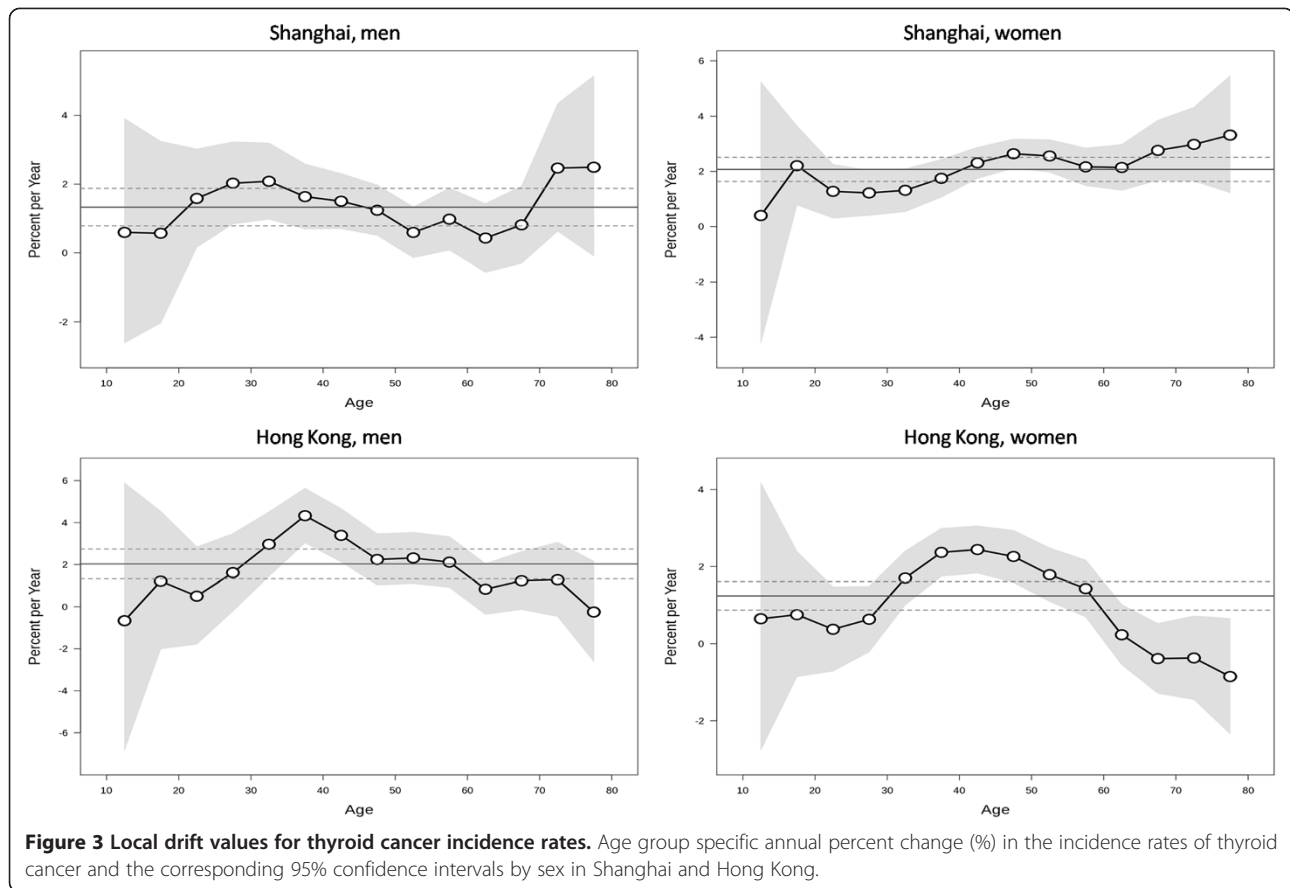 Shanghai, men
Percent per Year
4
2
0
-2
10 20 30 40 50 60 70 80
Age
Shanghai, women
Percent per Year
6
4
2
0
-2
-4
10 20 30 40 50 60 70 80
Age
Hong Kong, men
Percent per Year
6
4
2
0
-2
-4
-6
10 20 30 40 50 60 70 80
Age
Hong Kong, women
Percent per Year
4
2
0
-2
10 20 30 40 50 60 70 80
Age
Figure 3 Local drift values for thyroid cancer incidence rates. Age group specific annual percent change (%) in the incidence rates of thyroid
cancer and the corresponding 95% confidence intervals by sex in Shanghai and Hong Kong.